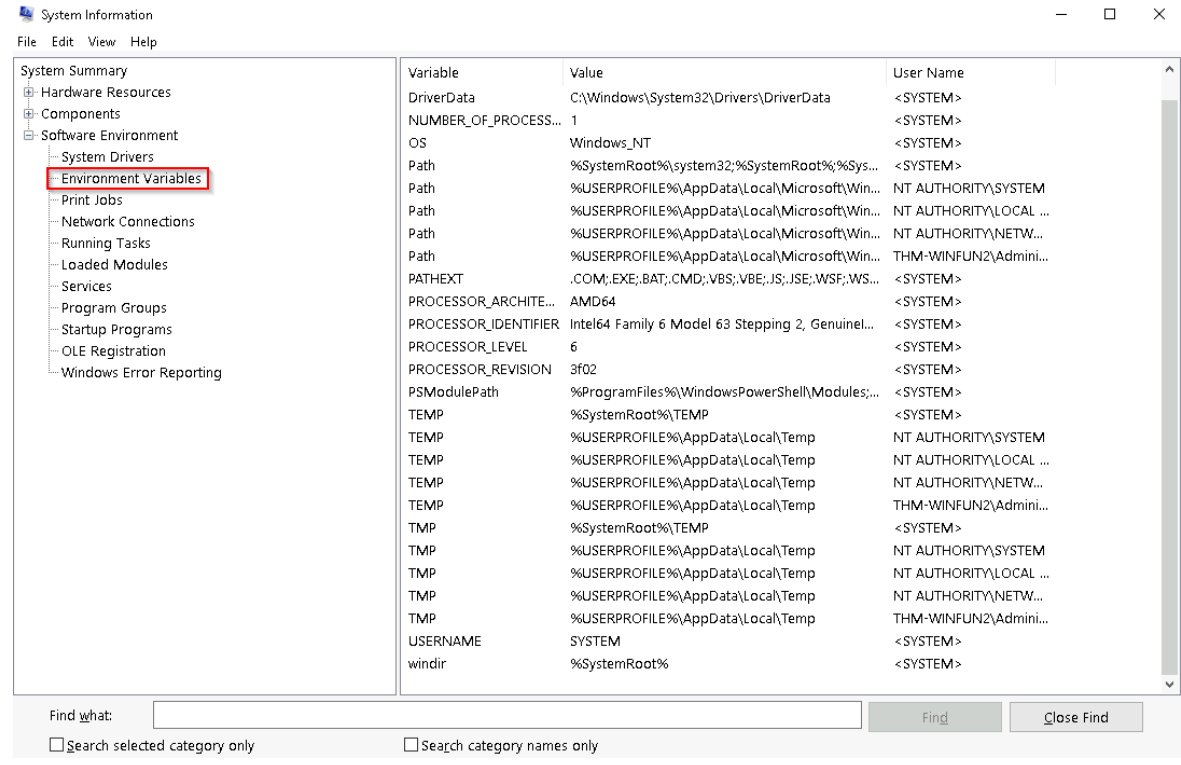 System Information
File Edit View Help
System Summary
Hardware Resources
Components
Software Environment
System Drivers
Environment Variables
Print Jobs
Network Connections
Running Tasks
Loaded Modules
Services
Program Groups
Startup Programs
OLE Registration
Windows Error Reporting
Variable Value User Name
DriverData C:\Windows\System32\Drivers\DriverData <SYSTEM>
NUMBER_OF_PROCESS... 1 <SYSTEM>
OS Windows_NT <SYSTEM>
Path %SystemRoot%\system32;%SystemRoot%;%Sys... <SYSTEM>
Path %USERPROFILE%\AppData\Local\Microsoft\Win... NT AUTHORITY\SYSTEM
Path %USERPROFILE%\AppData\Local\Microsoft\Win... NT AUTHORITY\LOCAL ...
Path %USERPROFILE%\AppData\Local\Microsoft\Win... NT AUTHORITY\NETW...
Path %USERPROFILE%\AppData\Local\Microsoft\Win... THM-WINFUN2\Admini...
PATHEXT .COM;.EXE;.BAT;.CMD;.VBS;.VBE;.JS;.JSE;.WSF;.WS... <SYSTEM>
PROCESSOR_ARCHITE... AMD64 <SYSTEM>
PROCESSOR_IDENTIFIER Intel64 Family 6 Model 63 Stepping 2, GenuineI... <SYSTEM>
PROCESSOR_LEVEL 6 <SYSTEM>
PROCESSOR_REVISION 3f02 <SYSTEM>
PSModulePath %ProgramFiles%\WindowsPowerShell\Modules;... <SYSTEM>
TEMP %SystemRoot%\TEMP <SYSTEM>
TEMP %USERPROFILE%\AppData\Local\Temp NT AUTHORITY\SYSTEM
TEMP %USERPROFILE%\AppData\Local\Temp NT AUTHORITY\LOCAL ...
TEMP %USERPROFILE%\AppData\Local\Temp NT AUTHORITY\NETW...
TEMP %USERPROFILE%\AppData\Local\Temp THM-WINFUN2\Admini...
TMP %SystemRoot%\TEMP <SYSTEM>
TMP %USERPROFILE%\AppData\Local\Temp NT AUTHORITY\SYSTEM
TMP %USERPROFILE%\AppData\Local\Temp NT AUTHORITY\LOCAL ...
TMP %USERPROFILE%\AppData\Local\Temp NT AUTHORITY\NETW...
TMP %USERPROFILE%\AppData\Local\Temp THM-WINFUN2\Admini...
USERNAME SYSTEM <SYSTEM>
windir %SystemRoot% <SYSTEM>
Find what: Find Close Find
Search selected category only Search category names only